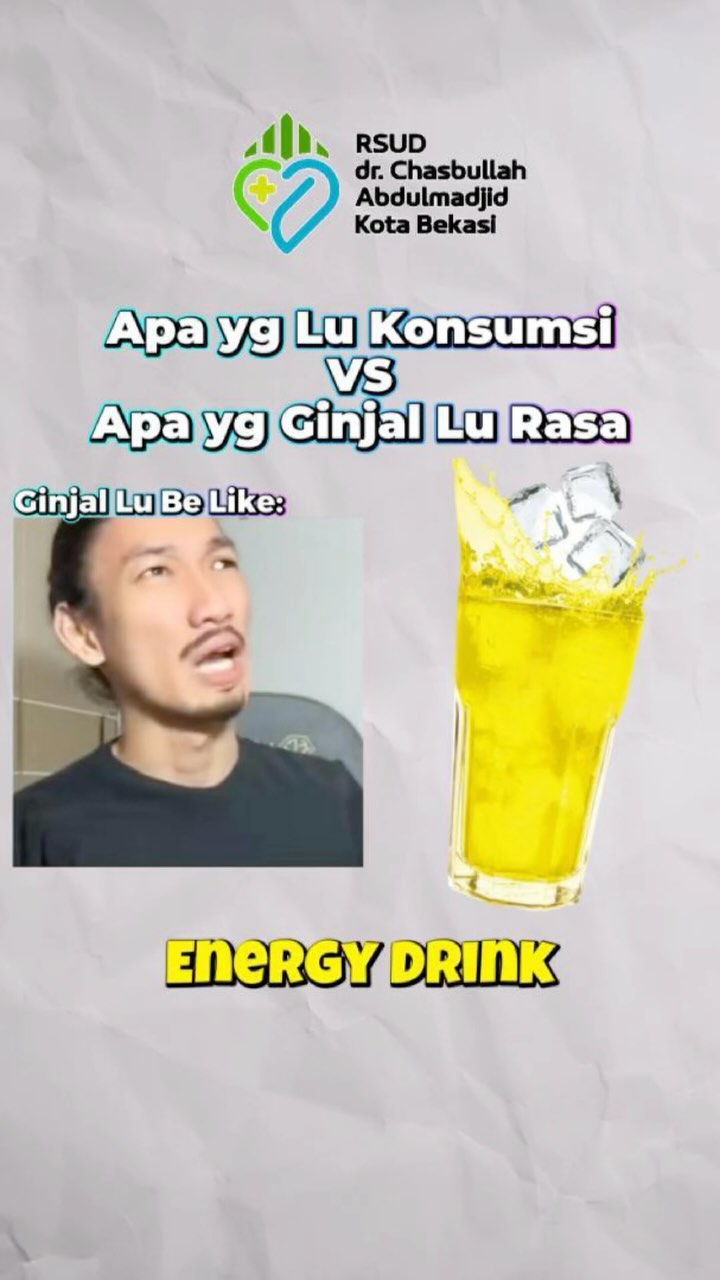 RSUD
dr. Chasbullah
Abdulmadjid
Kota Bekasi
Apa yg Lu Konsumsi
VS
Apa yg Ginjal Lu Rasa
Ginjal Lu Be Like:
ENERGY DRINK